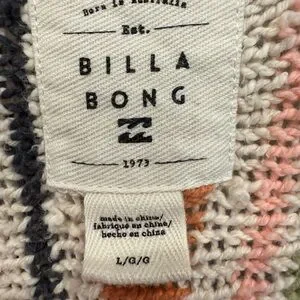 Born in Australia
Est.
BILLA
BONG
1973
made in china/
fabriqué en chine/
hecho en china
L/G/G